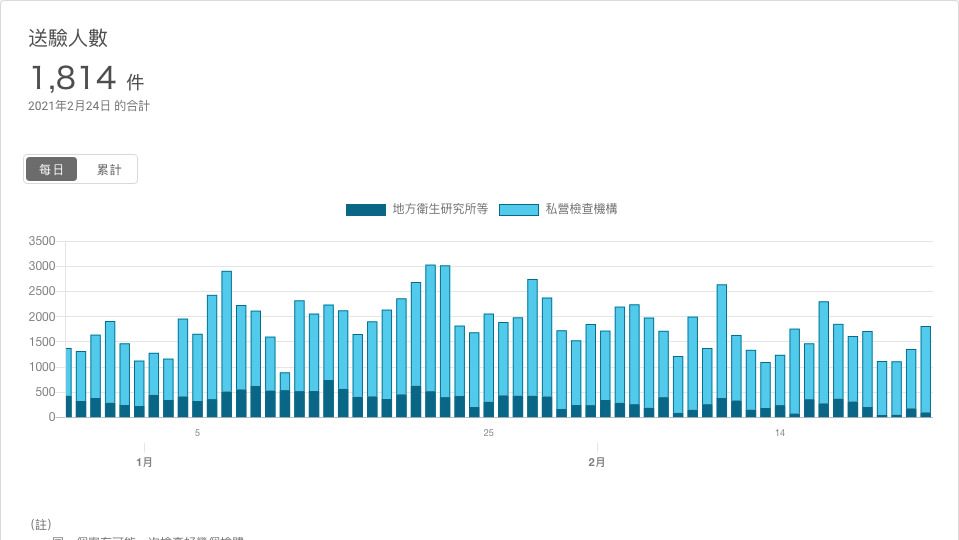 送驗人數
1,814 件
2021年2月24日 的合計
每日 累計
地方衛生研究所等 私營檢查機構
3500
3000
2500
2000
1500
1000
500
0
5 25 14
1月 2月
（註）